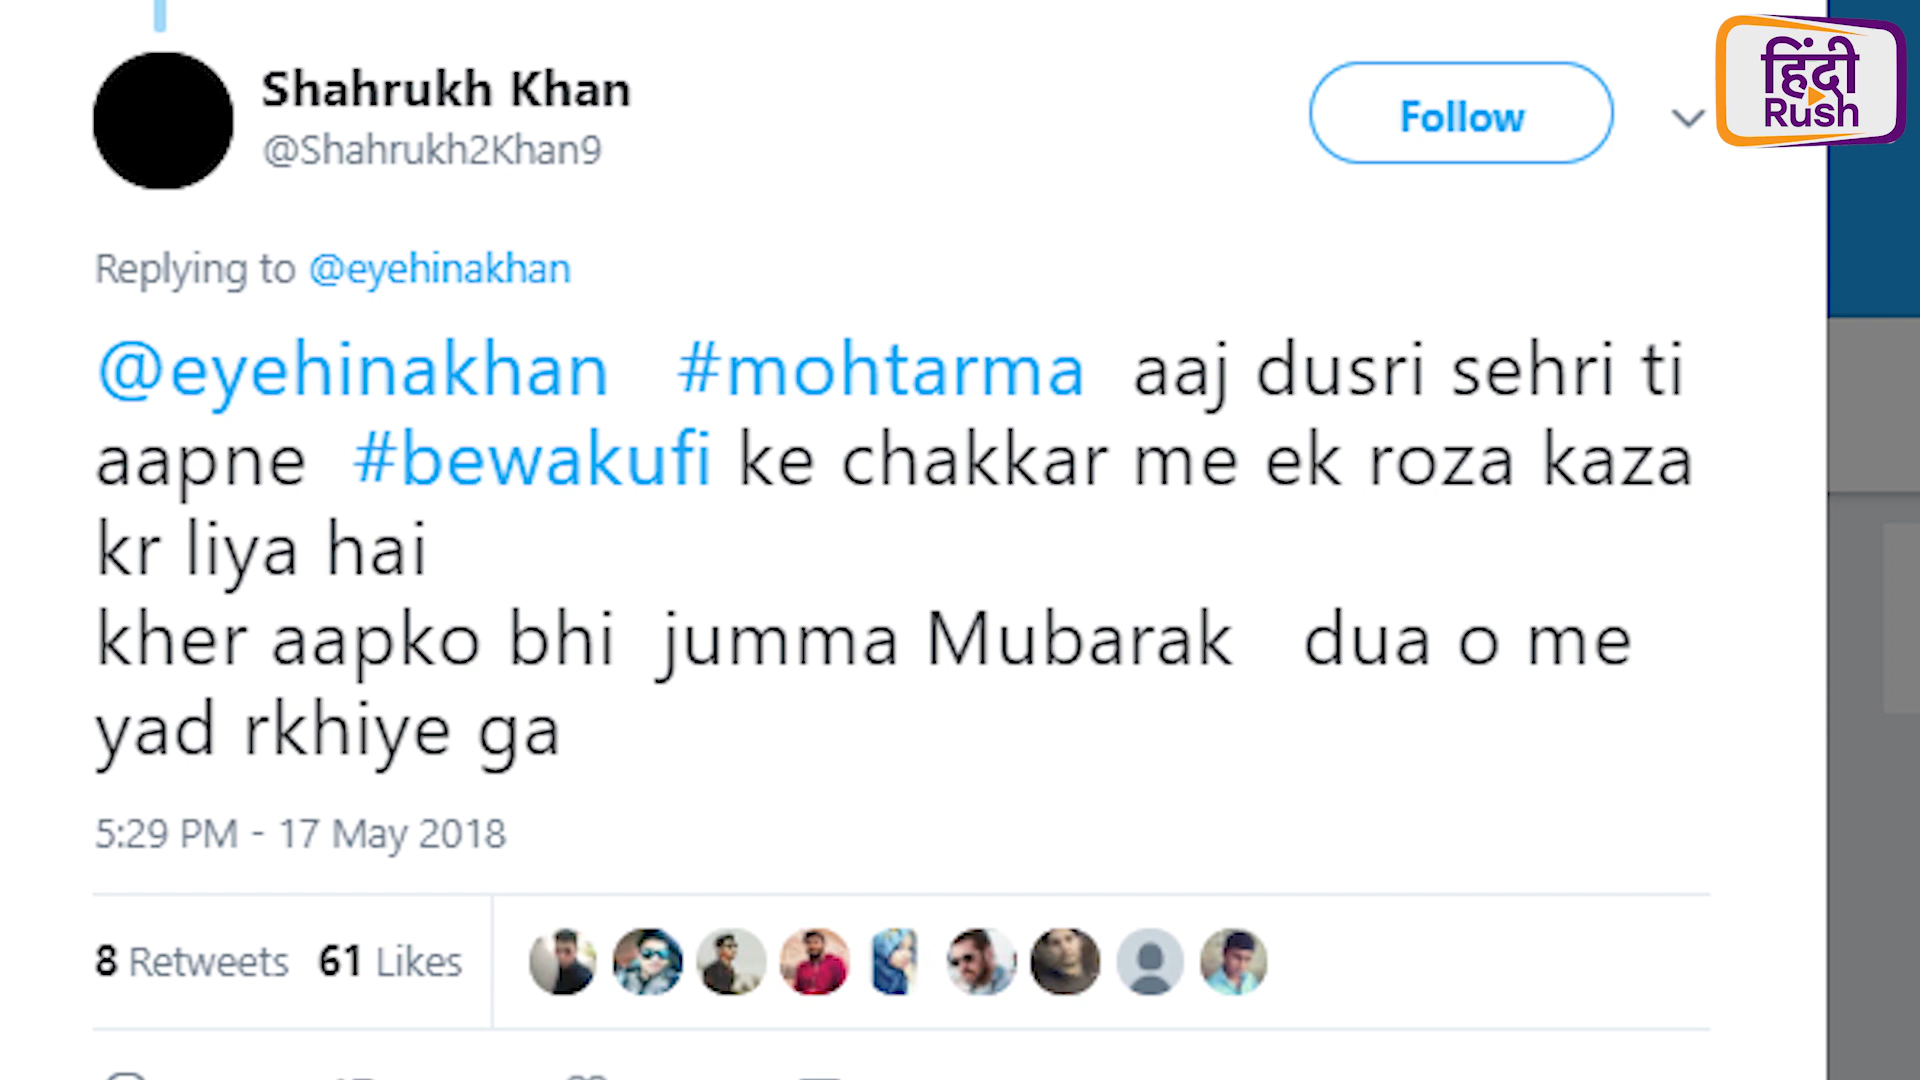 Shahrukh Khan
@Shahrukh2Khan9
Follow
हिंदी
Rush
Replying to @eyehinakhan
@eyehinakhan #mohtarma aaj dusri sehri ti
aapne #bewakufi ke chakkar me ek roza kaza
kr liya hai
kher aapko bhi jumma Mubarak dua o me
yad rkhiye ga
5:29 PM - 17 May 2018
8 Retweets 61 Likes